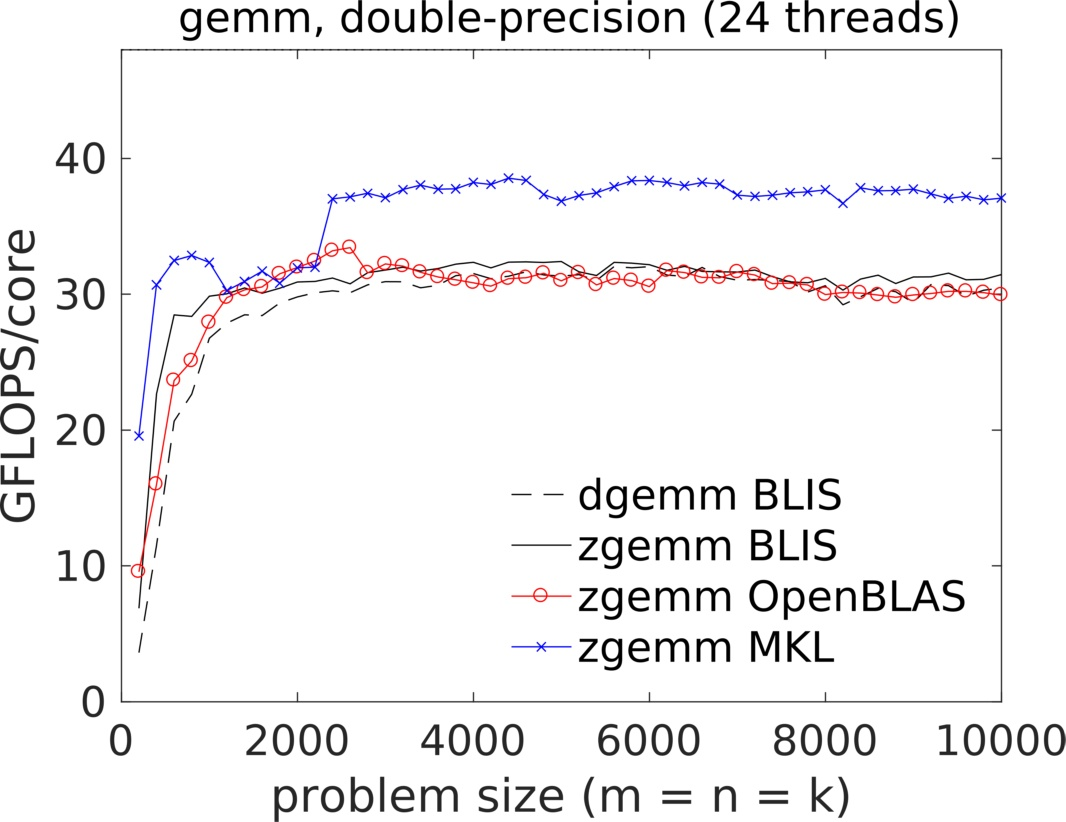 gemm, double-precision (24 threads)
GFLOPS/core
40
30
20
10
0
dgemm BLIS
zgemm BLIS
zgemm OpenBLAS
zgemm MKL
0 2000 4000 6000 8000 10000
problem size (m = n = k)